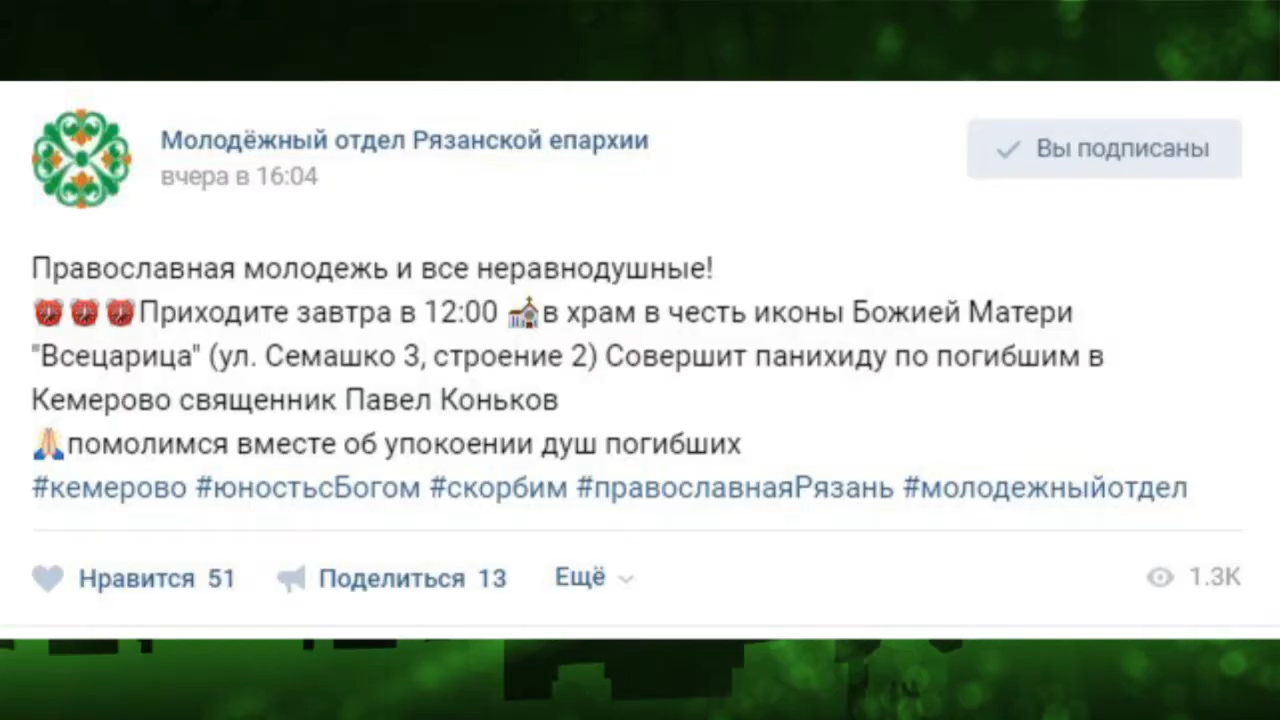 Молодёжный отдел Рязанской епархии
вчера в 16:04
Вы подписаны
Православная молодежь и все неравнодушные!
⏰⏰⏰Приходите завтра в 12:00 ⛪в храм в честь иконы Божией Матери
"Всецарица" (ул. Семашко 3, строение 2) Совершит панихиду по погибшим в
Кемерово священник Павел Коньков
🙏🏻помолимся вместе об упокоении душ погибших
#кемерово #юностьсБогом #скорбим #православнаяРязань #молодежныйотдел
Нравится 51 Поделиться 13 Ещё 1.3K